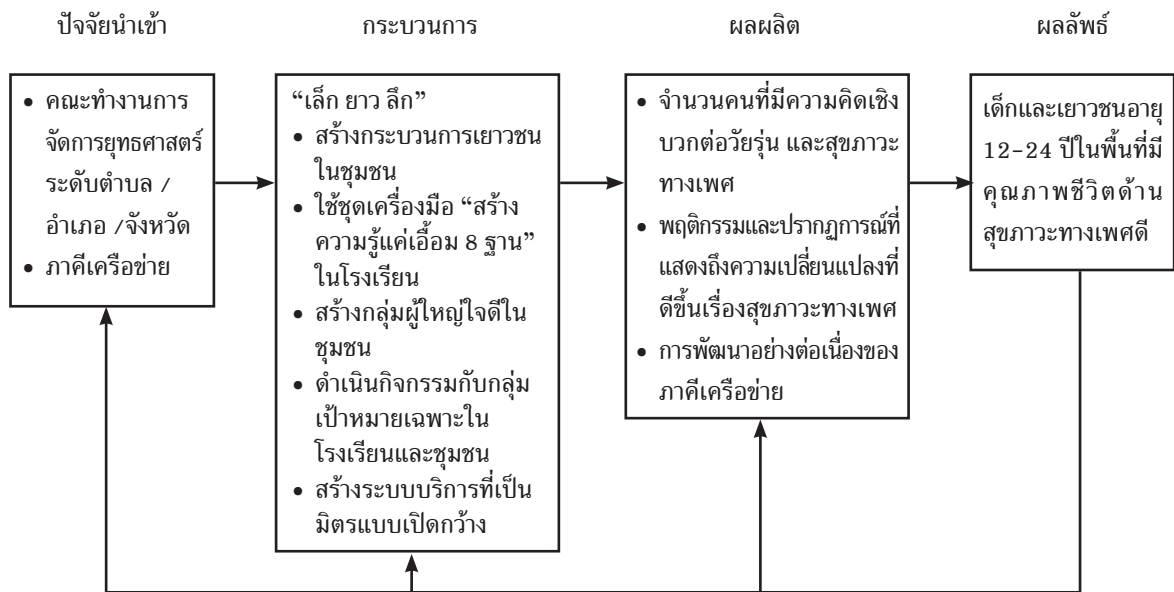 ปัจจัยนำเข้า
กระบวนการ
ผลผลิต
ผลลัพธ์
• คณะทำงานการ
จัดการยุทธศาสตร์
ระดับตำบล /
อำเภอ /จังหวัด
• ภาคีเครือข่าย
“เล็ก ยาว ลึก”
• สร้างกระบวนการเยาวชน
ในชุมชน
• ใช้ชุดเครื่องมือ “สร้าง
ความรู้แค่เอื้อม 8 ฐาน”
ในโรงเรียน
• สร้างกลุ่มผู้ใหญ่ใจดีใน
ชุมชน
• ดำเนินกิจกรรมกับกลุ่ม
เป้าหมายเฉพาะใน
โรงเรียนและชุมชน
• สร้างระบบบริการที่เป็น
มิตรแบบเปิดกว้าง
• จำนวนคนที่มีความคิดเชิง
บวกต่อวัยรุ่น และสุขภาวะ
ทางเพศ
• พฤติกรรมและปรากฏการณ์ที่
แสดงถึงความเปลี่ยนแปลงที่
ดีขึ้นเรื่องสุขภาวะทางเพศ
• การพัฒนาอย่างต่อเนื่องของ
ภาคีเครือข่าย
เด็กและเยาวชนอายุ
12-24 ปีในพื้นที่มี
คุณภาพชีวิตด้าน
สุขภาวะทางเพศดี